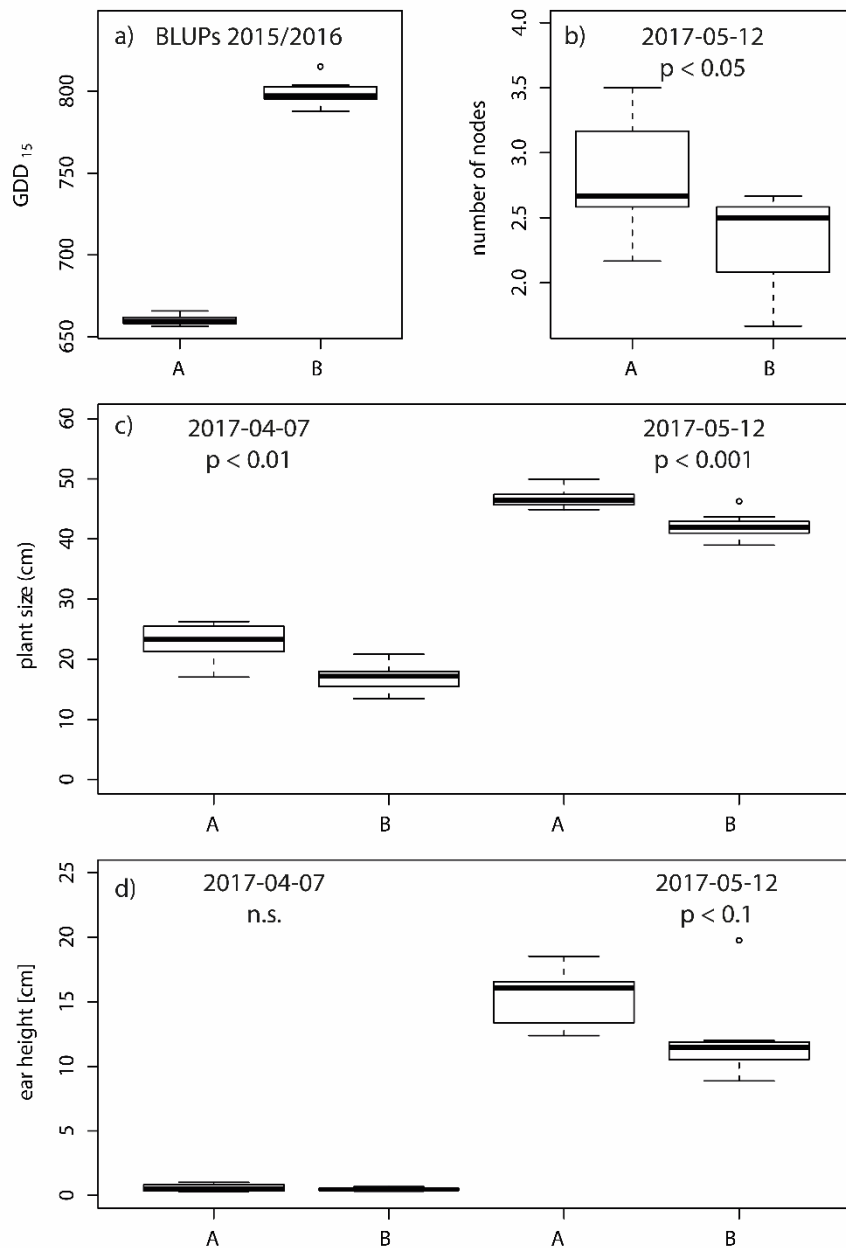 a) BLUPs 2015/2016
GDD 15
800
750
700
650
A B
b) 2017-05-12
p < 0.05
number of nodes
4.0
3.5
3.0
2.5
2.0
A B
c) 2017-04-07 2017-05-12
p < 0.01 p < 0.001
plant size (cm)
60
50
40
30
20
10
0
A B A B
d) 2017-04-07 2017-05-12
n.s. p < 0.1
ear height [cm]
25
20
15
10
5
0
A B A B